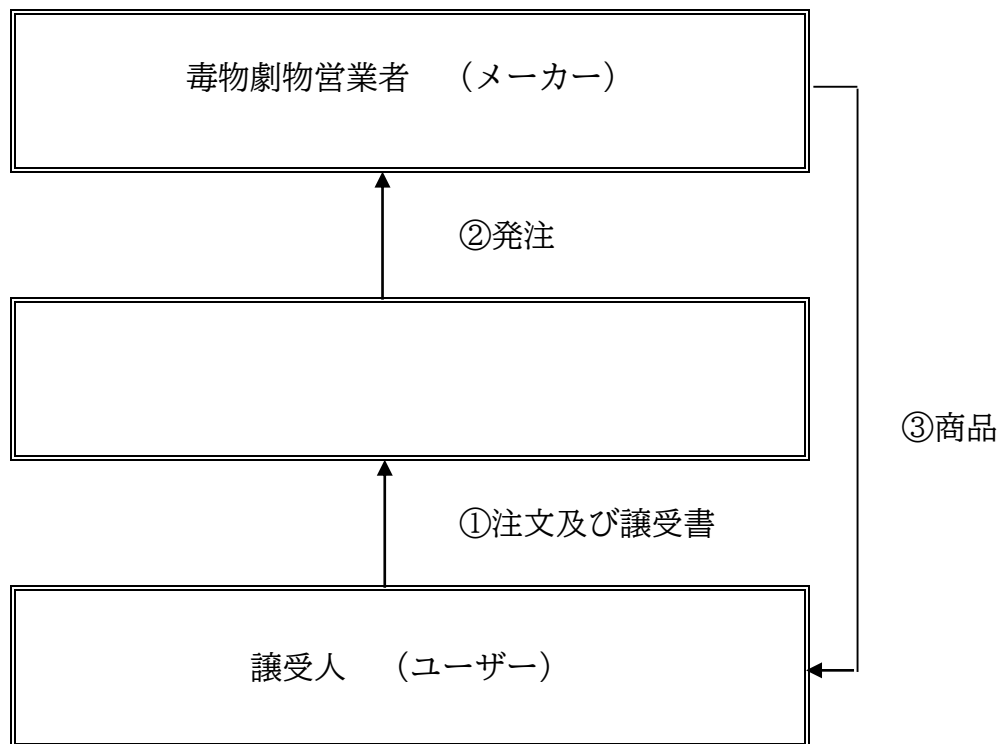 毒物劇物営業者　（メーカー）
②発注
③商品
①注文及び譲受書
譲受人　（ユーザー）